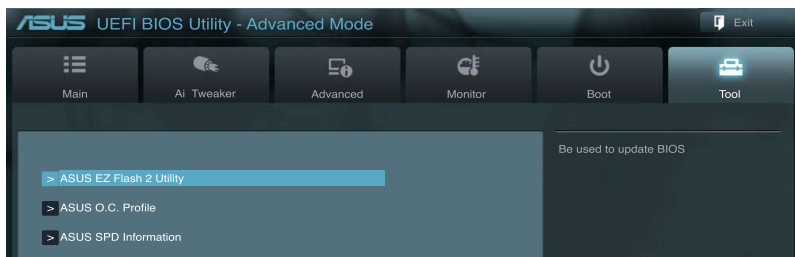 ASUS UEFI BIOS Utility - Advanced Mode
Exit
Main
Ai Tweaker
Advanced
Monitor
Boot
Tool
Be used to update BIOS
> ASUS EZ Flash 2 Utility
> ASUS O.C. Profile
> ASUS SPD Information